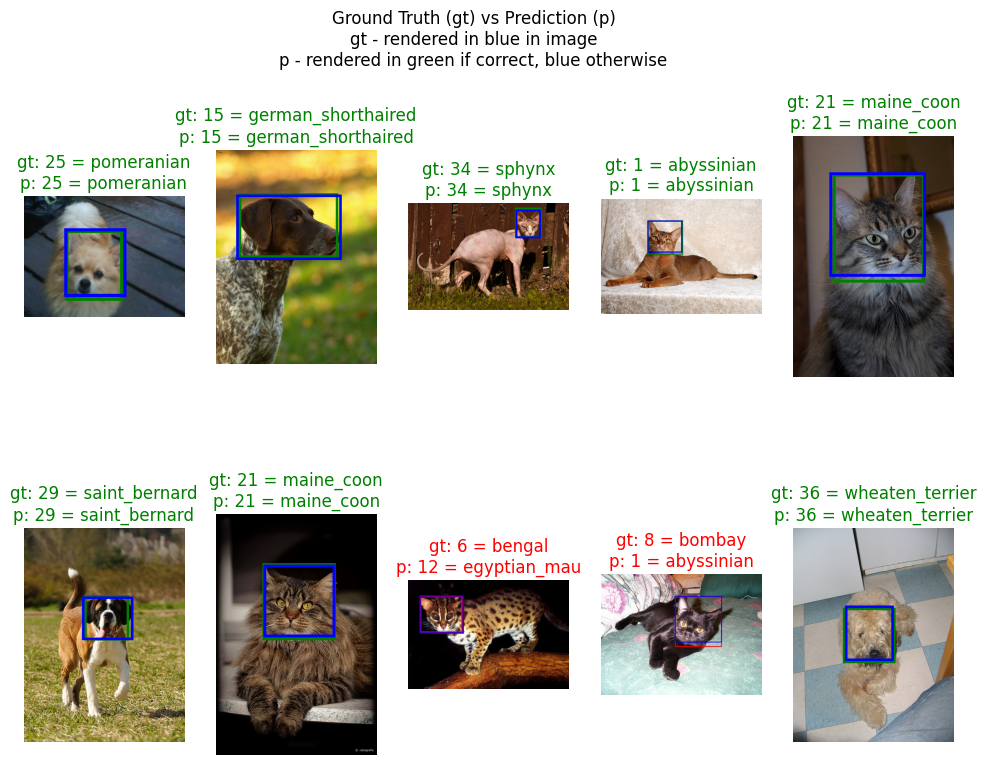 Ground Truth (gt) vs Prediction (p)
gt - rendered in blue in image
p - rendered in green if correct, blue otherwise
gt: 25 = pomeranian
p: 25 = pomeranian
gt: 15 = german_shorthaired
p: 15 = german_shorthaired
gt: 34 = sphynx
p: 34 = sphynx
gt: 1 = abyssinian
p: 1 = abyssinian
gt: 21 = maine_coon
p: 21 = maine_coon
gt: 29 = saint_bernard
p: 29 = saint_bernard
gt: 21 = maine_coon
p: 21 = maine_coon
gt: 6 = bengal
p: 12 = egyptian_mau
gt: 8 = bombay
p: 1 = abyssinian
gt: 36 = wheaten_terrier
p: 36 = wheaten_terrier